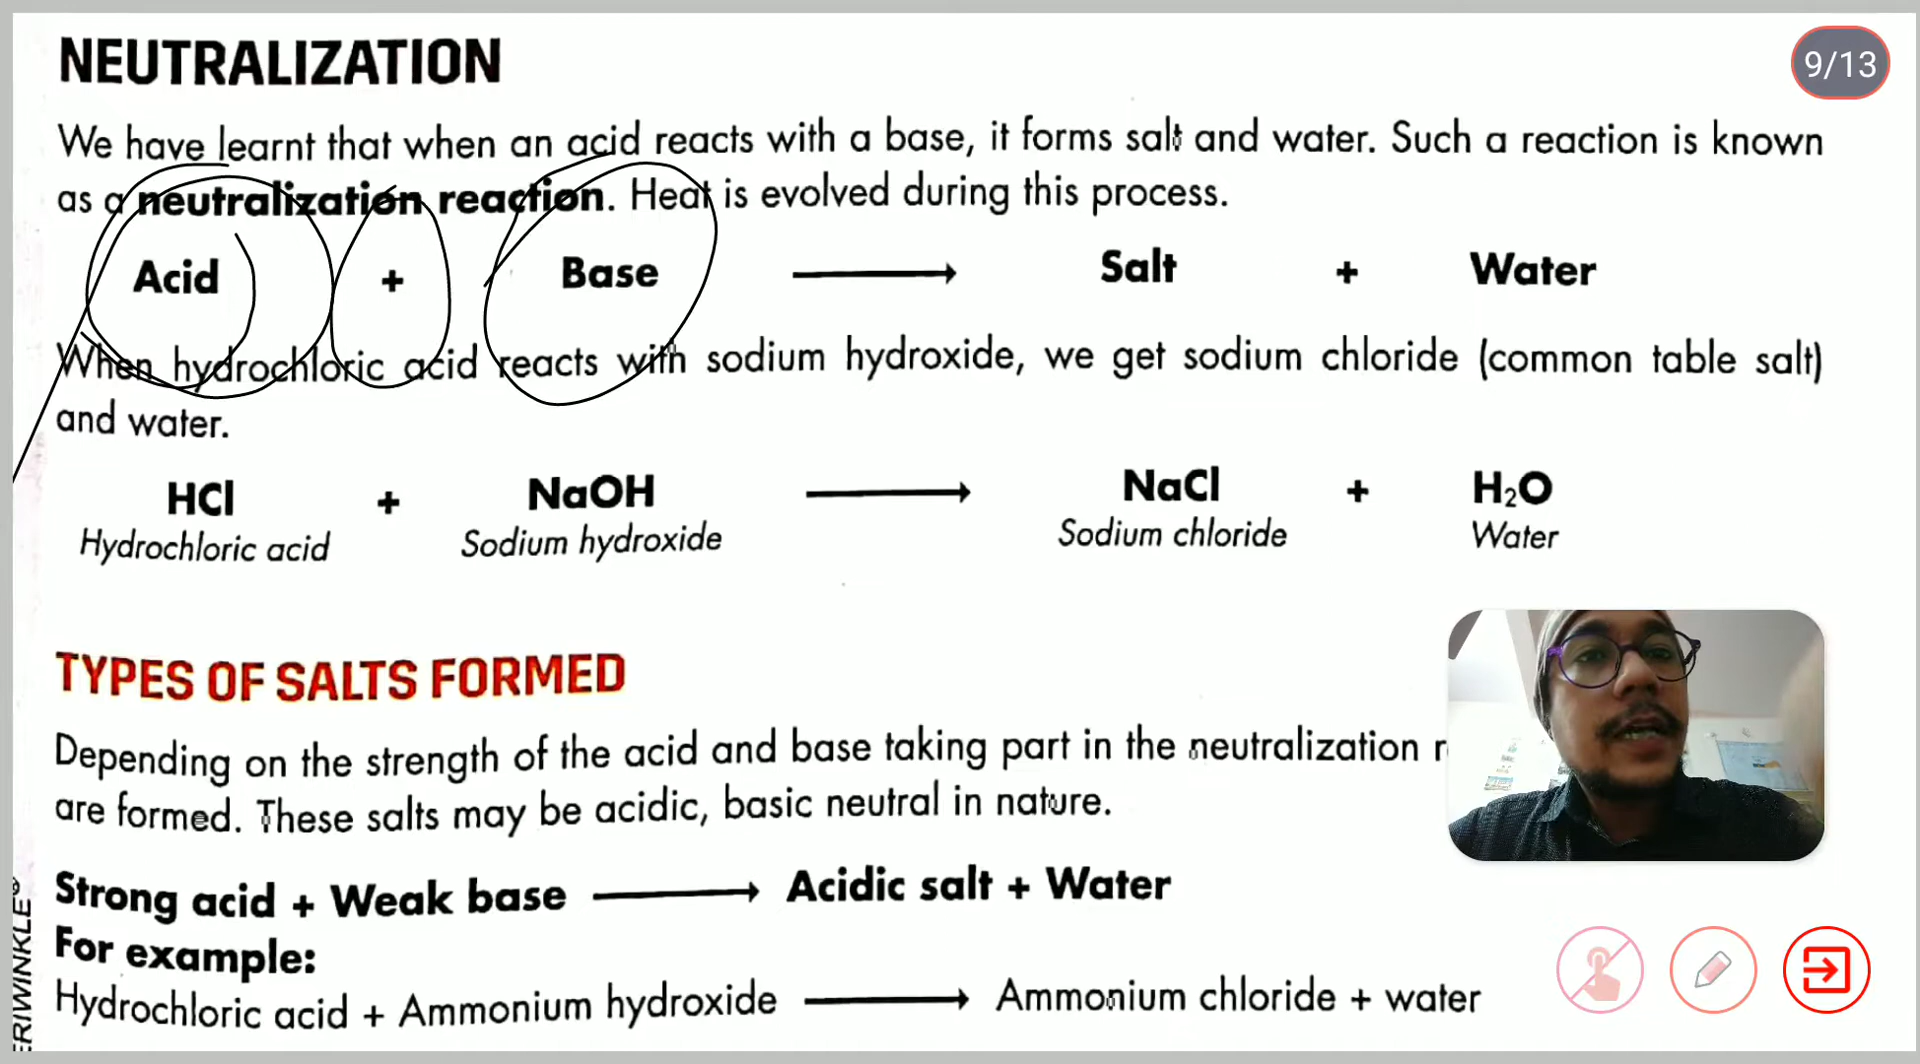 NEUTRALIZATION
9/13
We have learnt that when an acid reacts with a base, it forms salt and water. Such a reaction is known
as a neutralization reaction. Heat is evolved during this process.
Acid + Base ⟶ Salt + Water
When hydrochloric acid reacts with sodium hydroxide, we get sodium chloride (common table salt)
and water.
HCl + NaOH ⟶ NaCl + H₂O
Hydrochloric acid Sodium hydroxide Sodium chloride Water
TYPES OF SALTS FORMED
Depending on the strength of the acid and base taking part in the neutralization
are formed. These salts may be acidic, basic neutral in nature.
Strong acid + Weak base ⟶ Acidic salt + Water
For example:
Hydrochloric acid + Ammonium hydroxide ⟶ Ammonium chloride + water